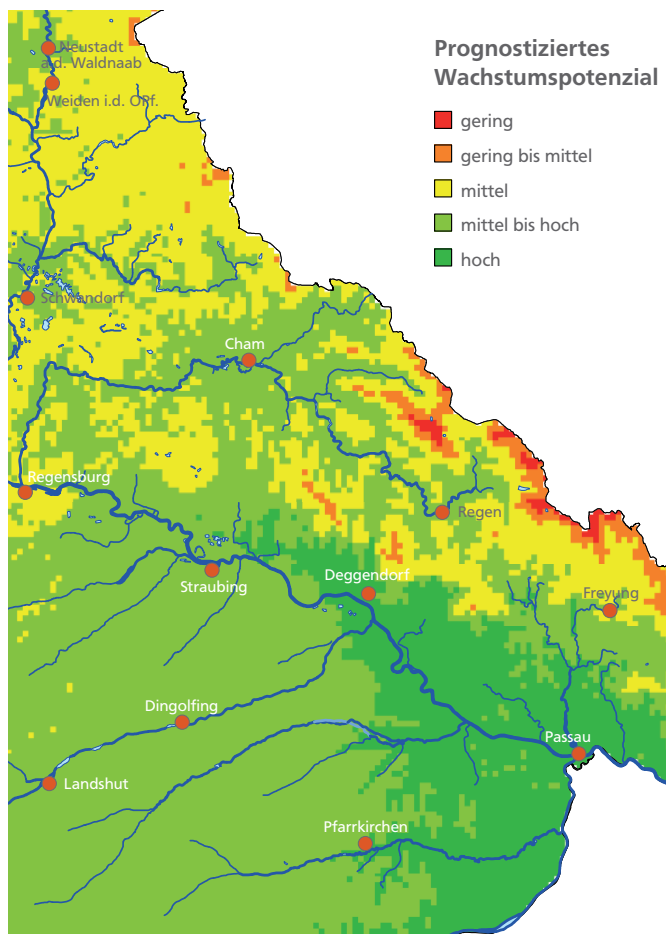 Prognostiziertes
Wachstumspotenzial
gering
gering bis mittel
mittel
mittel bis hoch
hoch
Neustadt
a.d. Waldnaab
Weiden i.d. OPf.
Schwandorf
Cham
Regensburg
Regen
Straubing
Deggendorf
Freyung
Dingolfing
Passau
Landshut
Pfarrkirchen